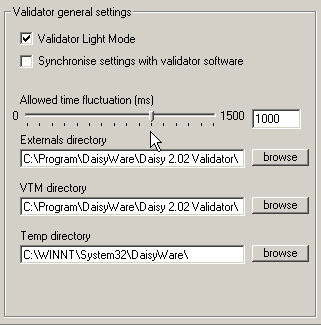 Validator general settings
Validator Light Mode
Synchronise settings with validator software
Allowed time fluctuation (ms)
0 1500 1000
Externals directory
C:\Program\DaisyWare\Daisy 2.02 Validator\ browse
VTM directory
C:\Program\DaisyWare\Daisy 2.02 Validator\ browse
Temp directory
C:\WINNT\System32\DaisyWare\ browse